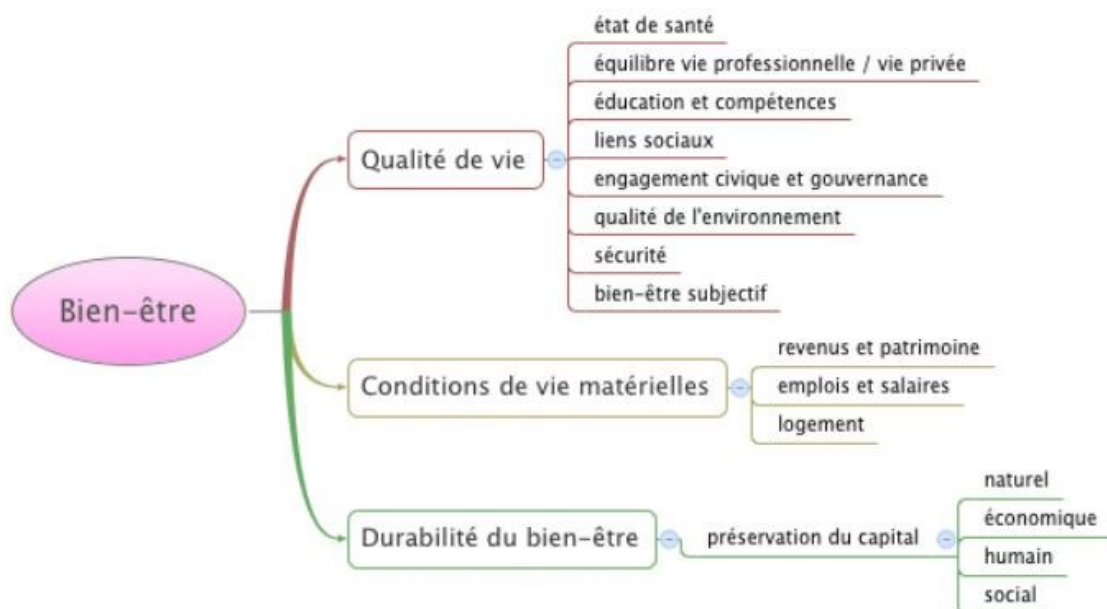 Bien-être
Qualité de vie
état de santé
équilibre vie professionnelle / vie privée
éducation et compétences
liens sociaux
engagement civique et gouvernance
qualité de l'environnement
sécurité
bien-être subjectif
Conditions de vie matérielles
revenus et patrimoine
emplois et salaires
logement
Durabilité du bien-être
préservation du capital
naturel
économique
humain
social